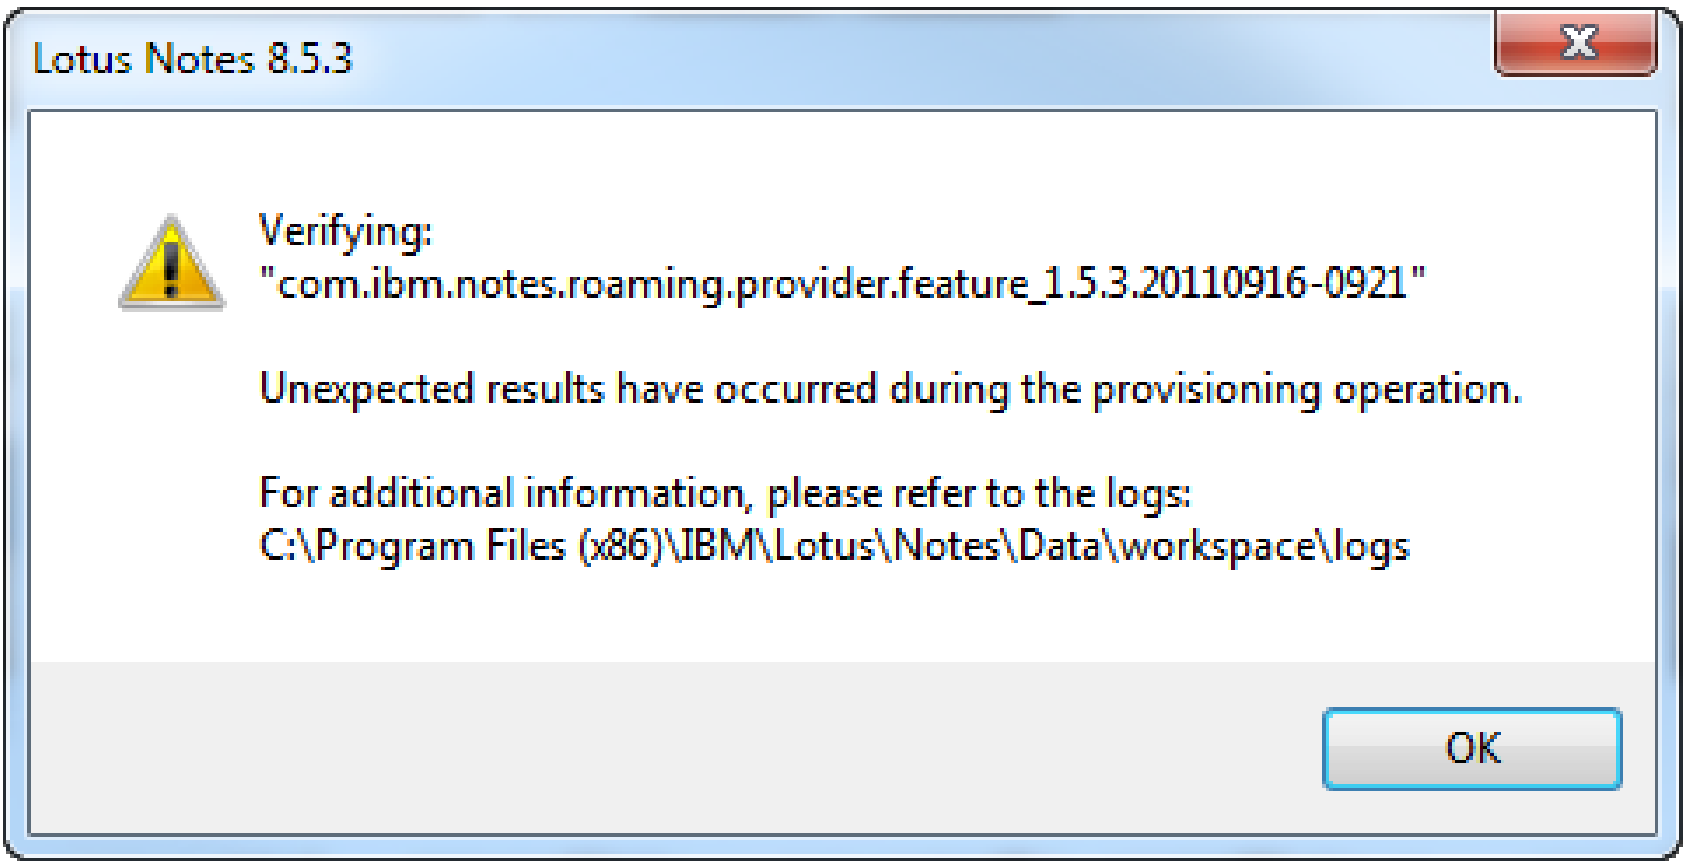 Lotus Notes 8.5.3
Verifying:
"com.ibm.notes.roaming.provider.feature_1.5.3.20110916-0921"
Unexpected results have occurred during the provisioning operation.
For additional information, please refer to the logs:
C:\Program Files (x86)\IBM\Lotus\Notes\Data\workspace\logs
OK